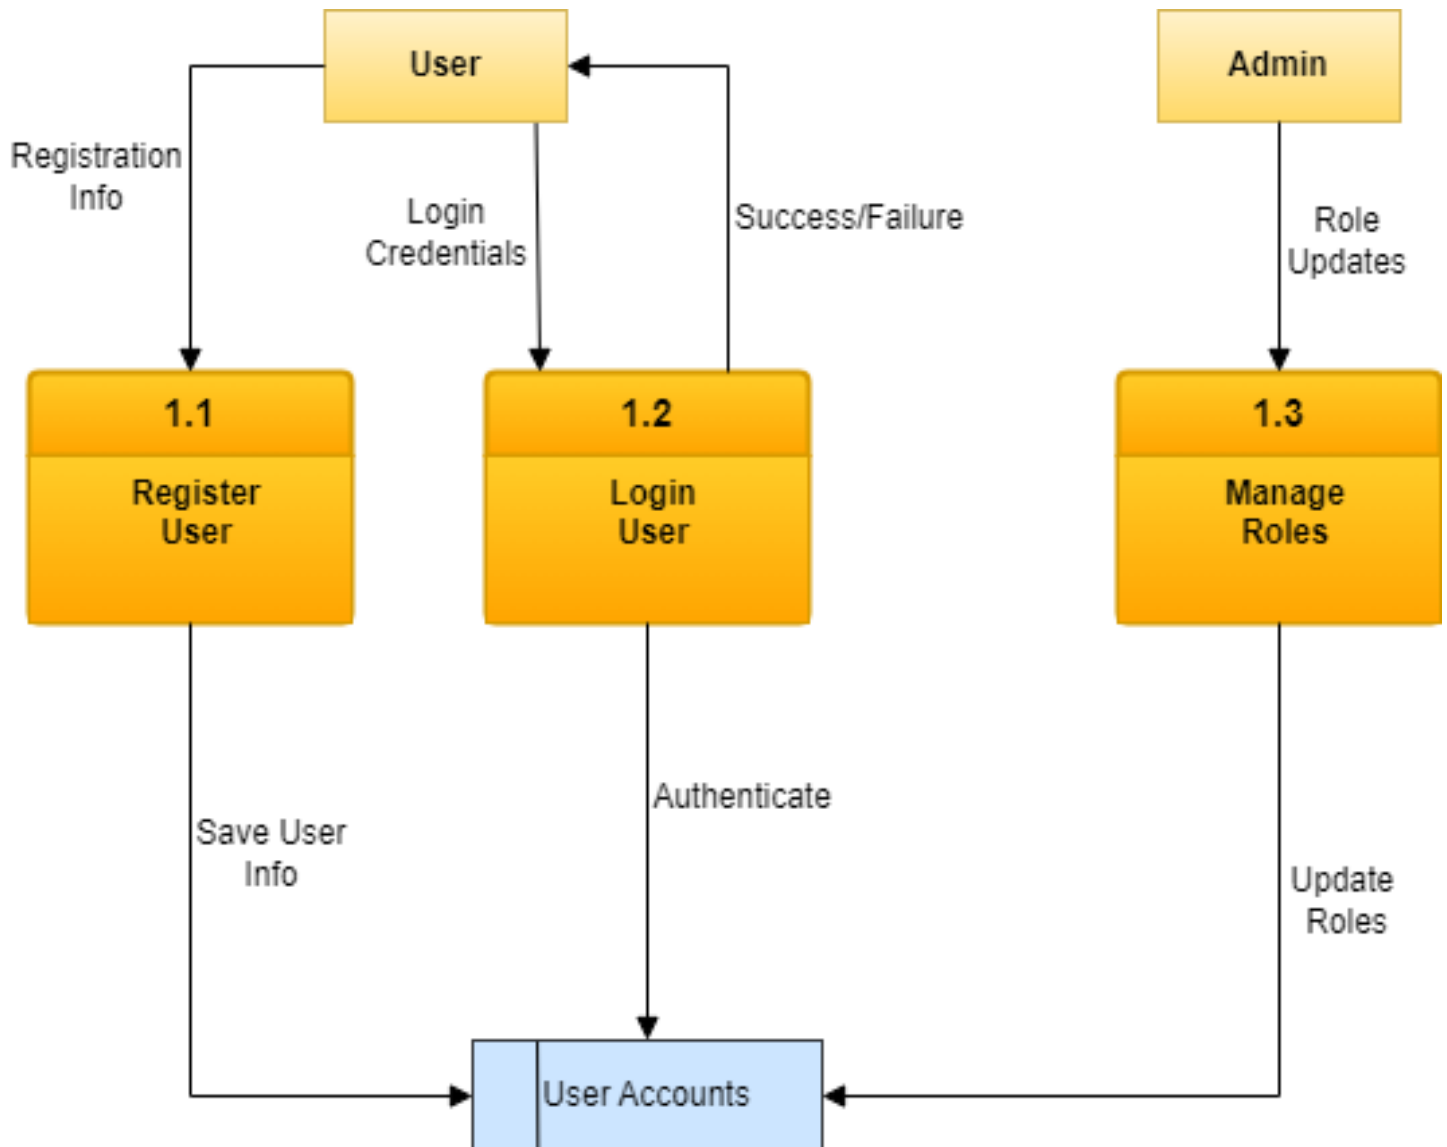 User
Admin
Registration
Info
Login
Credentials
Success/Failure
Role
Updates
1.1
Register
User
1.2
Login
User
1.3
Manage
Roles
Save User
Info
Authenticate
Update
Roles
User Accounts